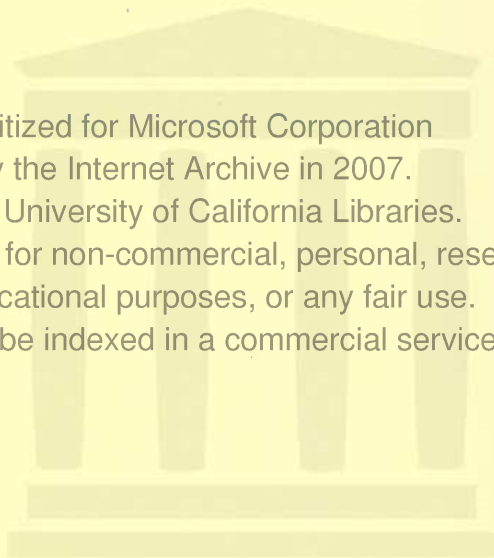 itized for Microsoft Corporation
the Internet Archive in 2007.
University of California Libraries.
for non-commercial, personal, rese
cational purposes, or any fair use.
be indexed in a commercial service